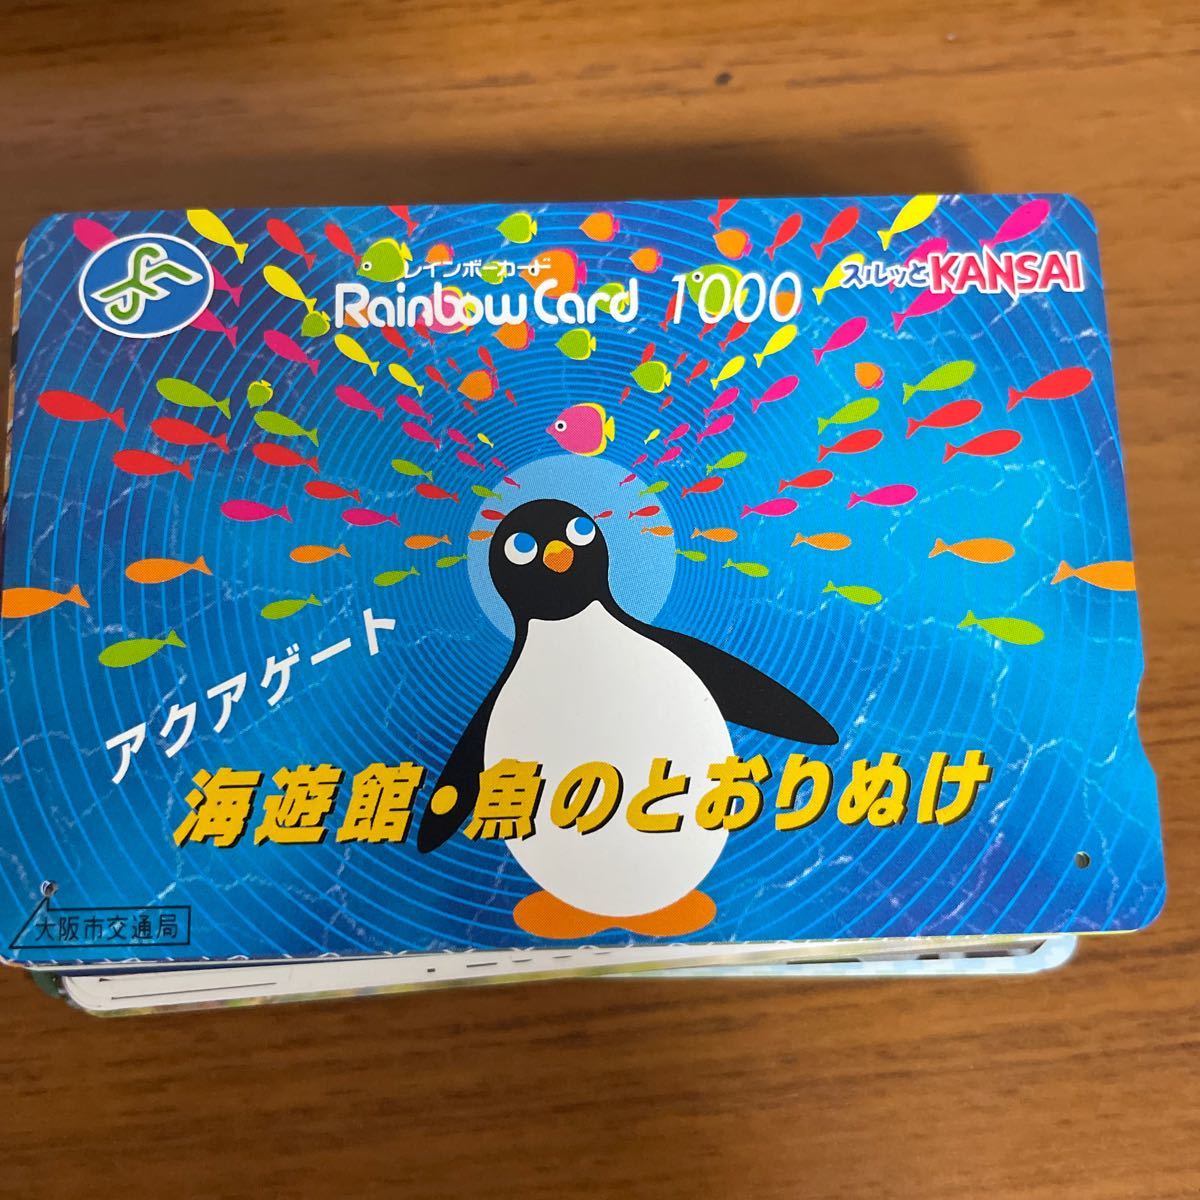 レインボーカード
Rainbow Card 1000
スルッとKANSAI
アクアゲート
海遊館・魚のとおりぬけ
大阪市交通局